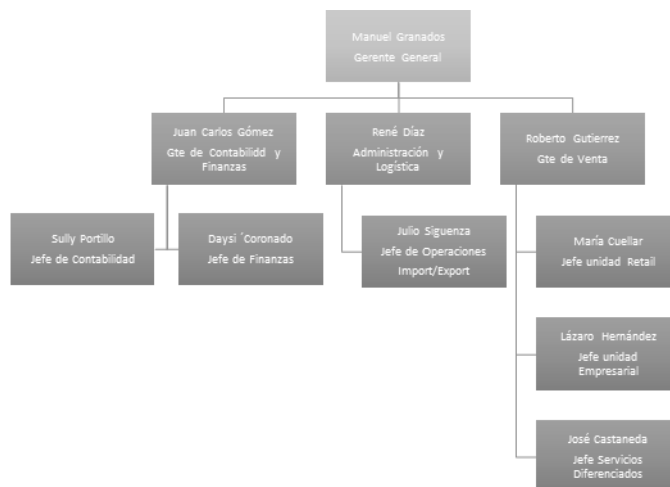 Manuel Granados
Gerente General
Juan Carlos Gómez
Gte de Contabilidd y
Finanzas
René Díaz
Administración y
Logística
Roberto Gutierrez
Gte de Venta
Sully Portillo
Jefe de Contabilidad
Daysi ´Coronado
Jefe de Finanzas
Julio Siguenza
Jefe de Operaciones
Import/Export
María Cuellar
Jefe unidad Retail
Lázaro Hernández
Jefe unidad
Empresarial
José Castaneda
Jefe Servicios
Diferenciados